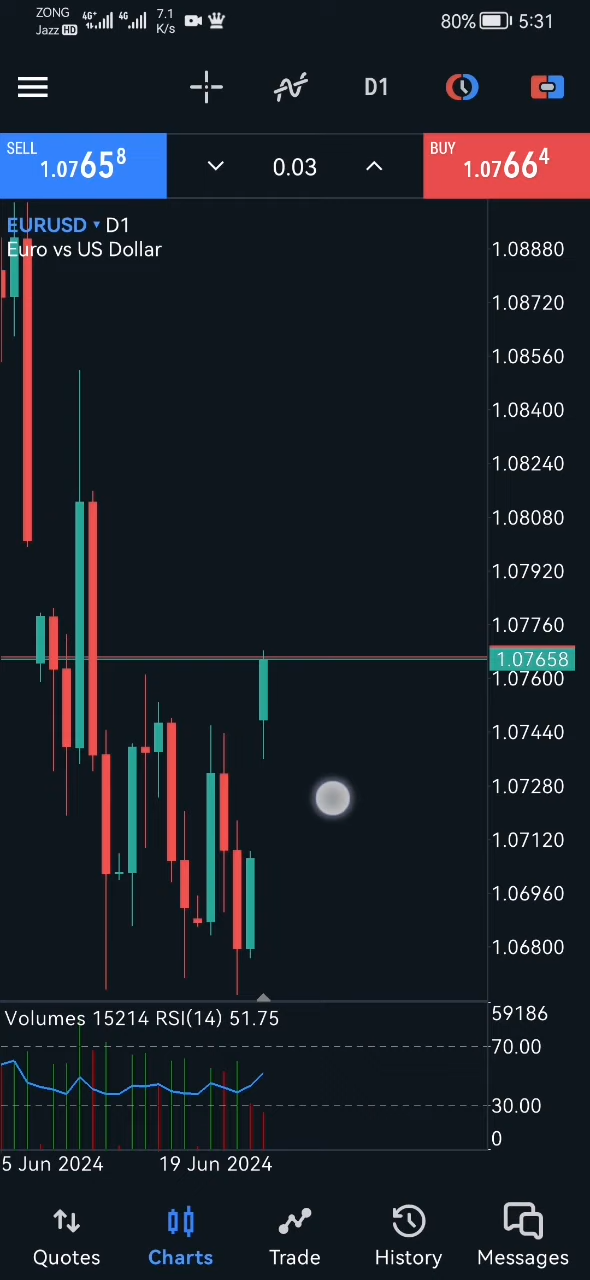 ZONG 4G+ 4G 7.1 80% 5:31
Jazz HD K/s
D1
SELL 1.07658 0.03 BUY 1.07664
EURUSD D1
Euro vs US Dollar
1.08880
1.08720
1.08560
1.08400
1.08240
1.08080
1.07920
1.07760
1.07658
1.07600
1.07440
1.07280
1.07120
1.06960
1.06800
Volumes 15214 RSI(14) 51.75 59186
70.00
30.00
0
5 Jun 2024 19 Jun 2024
Quotes Charts Trade History Messages